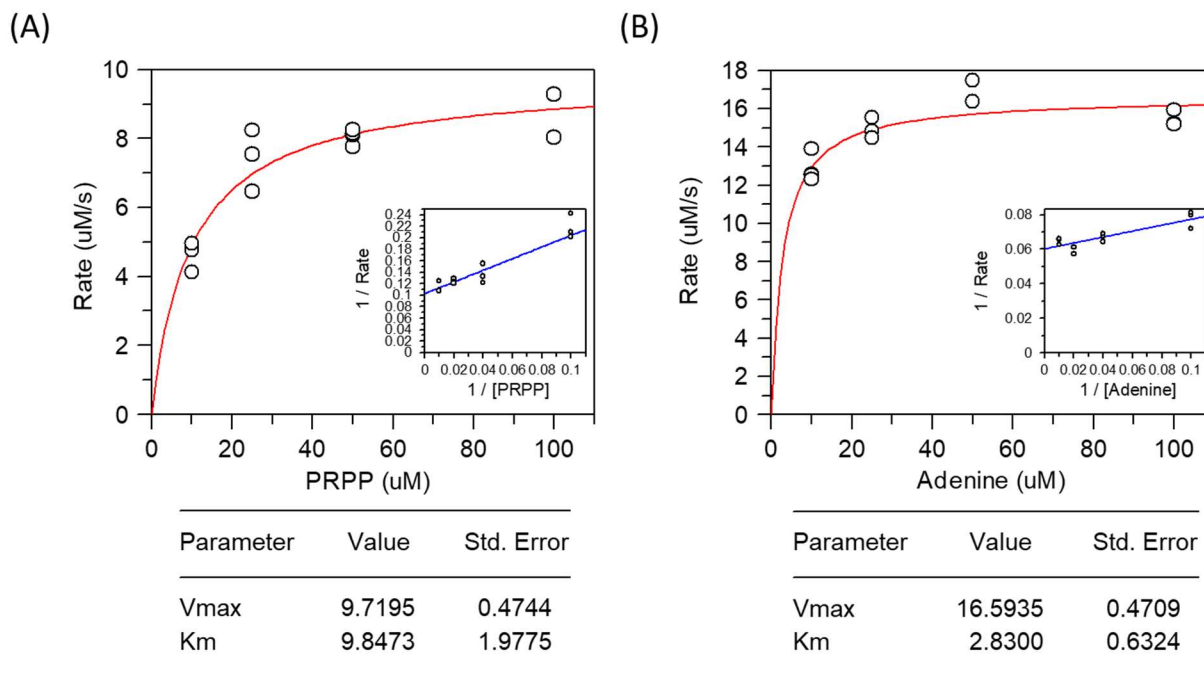 (A)
10
8
6
4
2
0
Rate (uM/s)
0 20 40 60 80 100
PRPP (uM)
0.24
0.22
0.2
0.18
0.16
0.14
0.12
0.1
0.08
0.06
0.04
0.02
0
1 / Rate
0 0.02 0.04 0.06 0.08 0.1
1 / [PRPP]
Parameter Value Std. Error
Vmax 9.7195 0.4744
Km 9.8473 1.9775
(B)
18
16
14
12
10
8
6
4
2
0
Rate (uM/s)
0 20 40 60 80 100
Adenine (uM)
0.08
0.06
0.04
0.02
0
1 / Rate
0 0.02 0.04 0.06 0.08 0.1
1 / [Adenine]
Parameter Value Std. Error
Vmax 16.5935 0.4709
Km 2.8300 0.6324